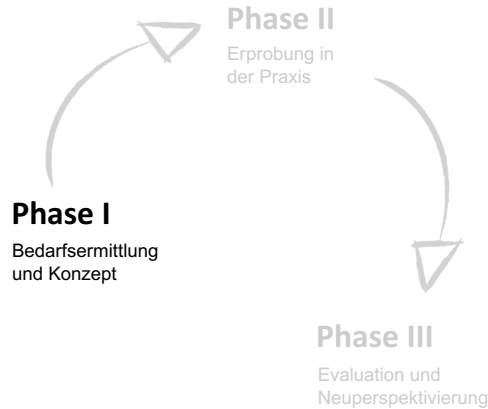 Phase II
Erprobung in
der Praxis
Phase I
Bedarfsermittlung
und Konzept
Phase III
Evaluation und
Neuperspektivierung